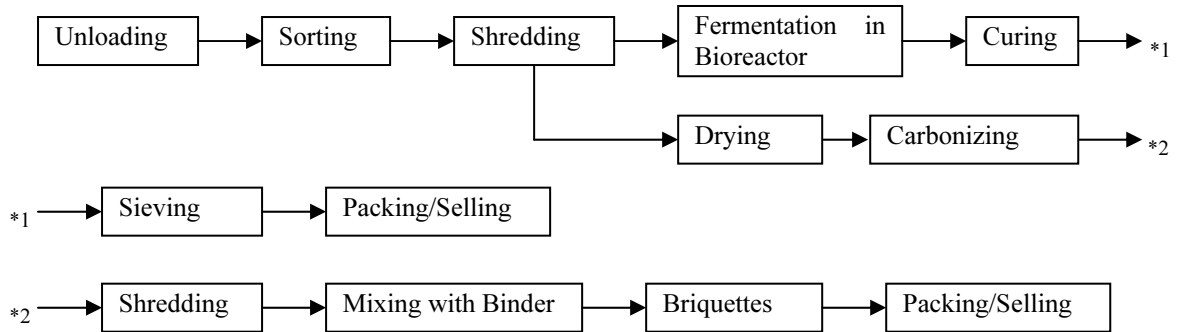 Unloading
Sorting
Shredding
Fermentation in
Bioreactor
Curing
*1
Drying
Carbonizing
*2
*1
Sieving
Packing/Selling
*2
Shredding
Mixing with Binder
Briquettes
Packing/Selling